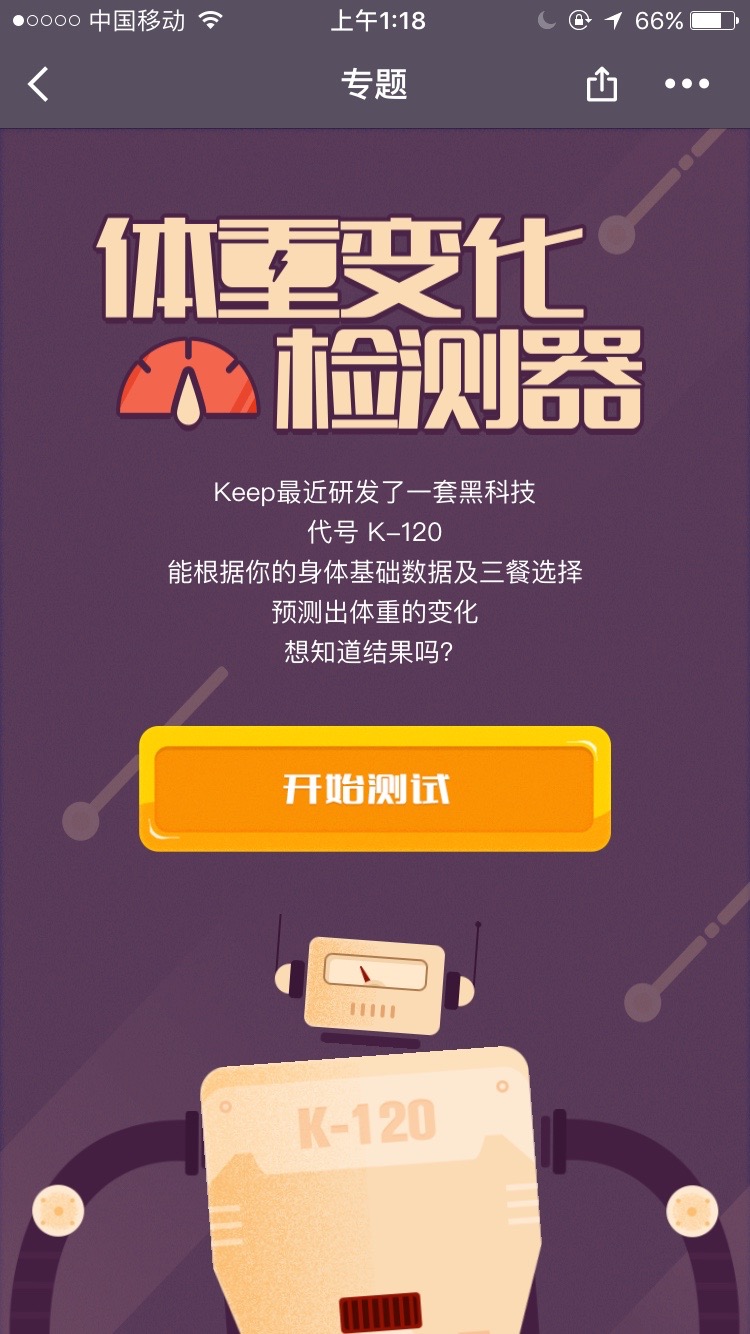 中国移动 上午1:18 66%
专题
体重变化
检测器
Keep最近研发了一套黑科技
代号 K-120
能根据你的身体基础数据及三餐选择
预测出体重的变化
想知道结果吗?
开始测试
K-120